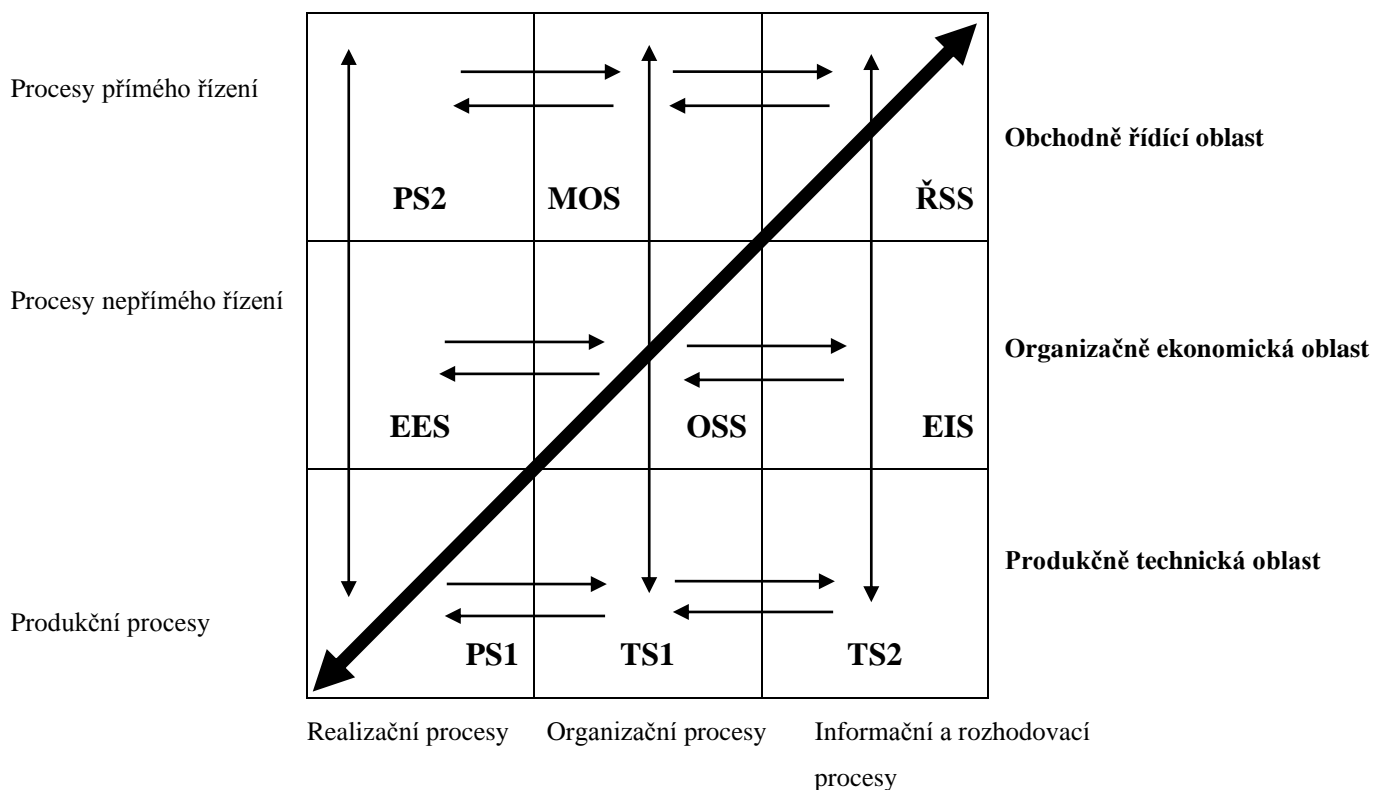 Procesy přímého řízení
Obchodně řídící oblast
PS2 MOS ŘSS
Procesy nepřímého řízení
Organizačně ekonomická oblast
EES OSS EIS
Produkčně technická oblast
Produkční procesy
PS1 TS1 TS2
Realizační procesy Organizační procesy Informační a rozhodovací
procesy